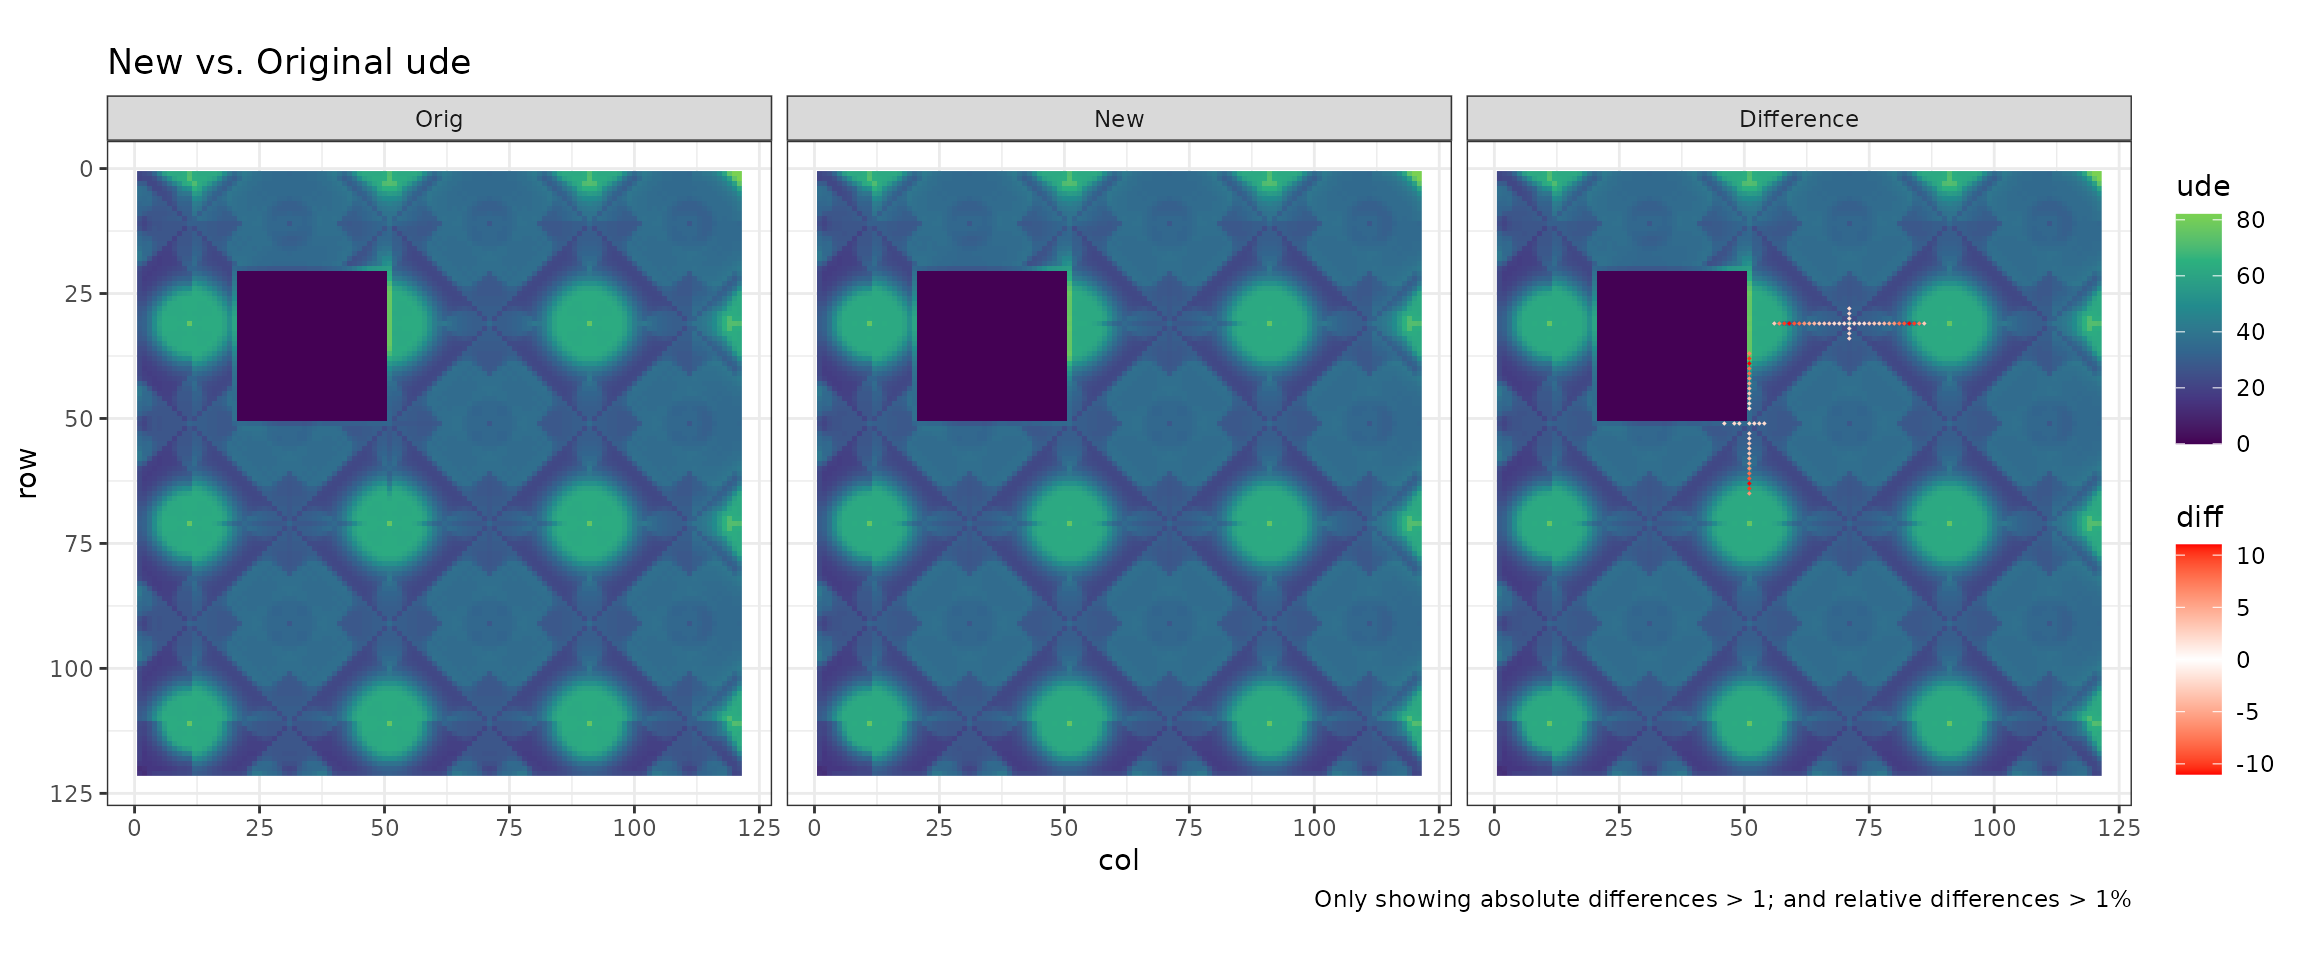 New vs. Original ude
Orig
New
Difference
0
25
50
75
100
125
row
0 25 50 75 100 125
0 25 50 75 100 125
0 25 50 75 100 125
col
ude
80
60
40
20
0
diff
10
5
0
-5
-10
Only showing absolute differences > 1; and relative differences > 1%